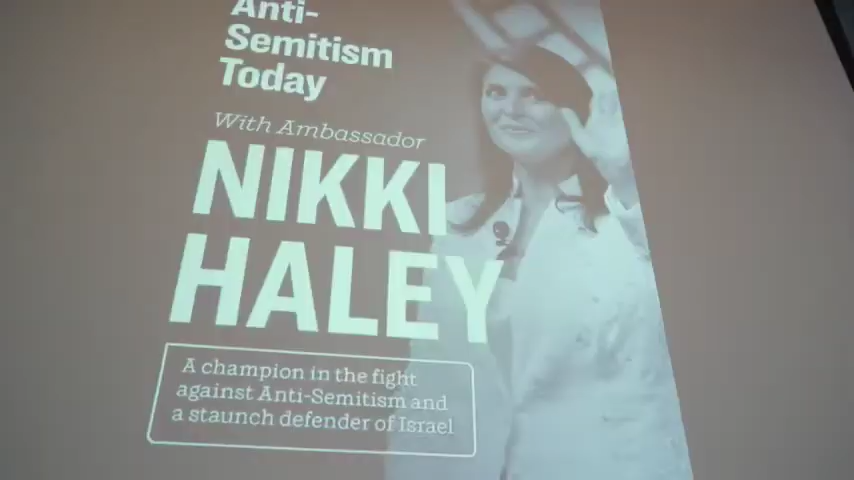 Anti-
Semitism
Today
With Ambassador
NIKKI
HALEY
A champion in the fight
against Anti-Semitism and
a staunch defender of Israel